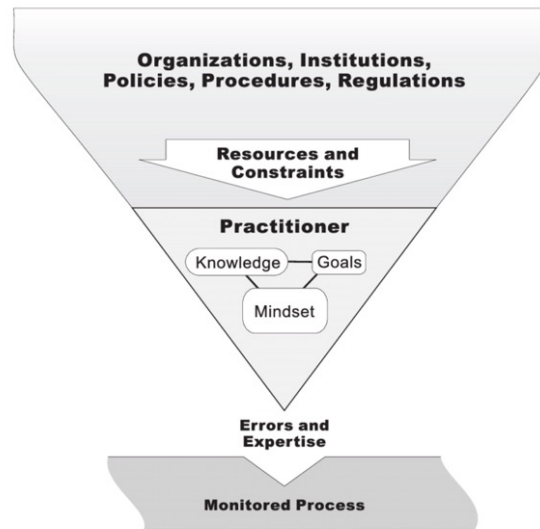 Organizations, Institutions,
Policies, Procedures, Regulations
Resources and
Constraints
Practitioner
Knowledge
Goals
Mindset
Errors and
Expertise
Monitored Process